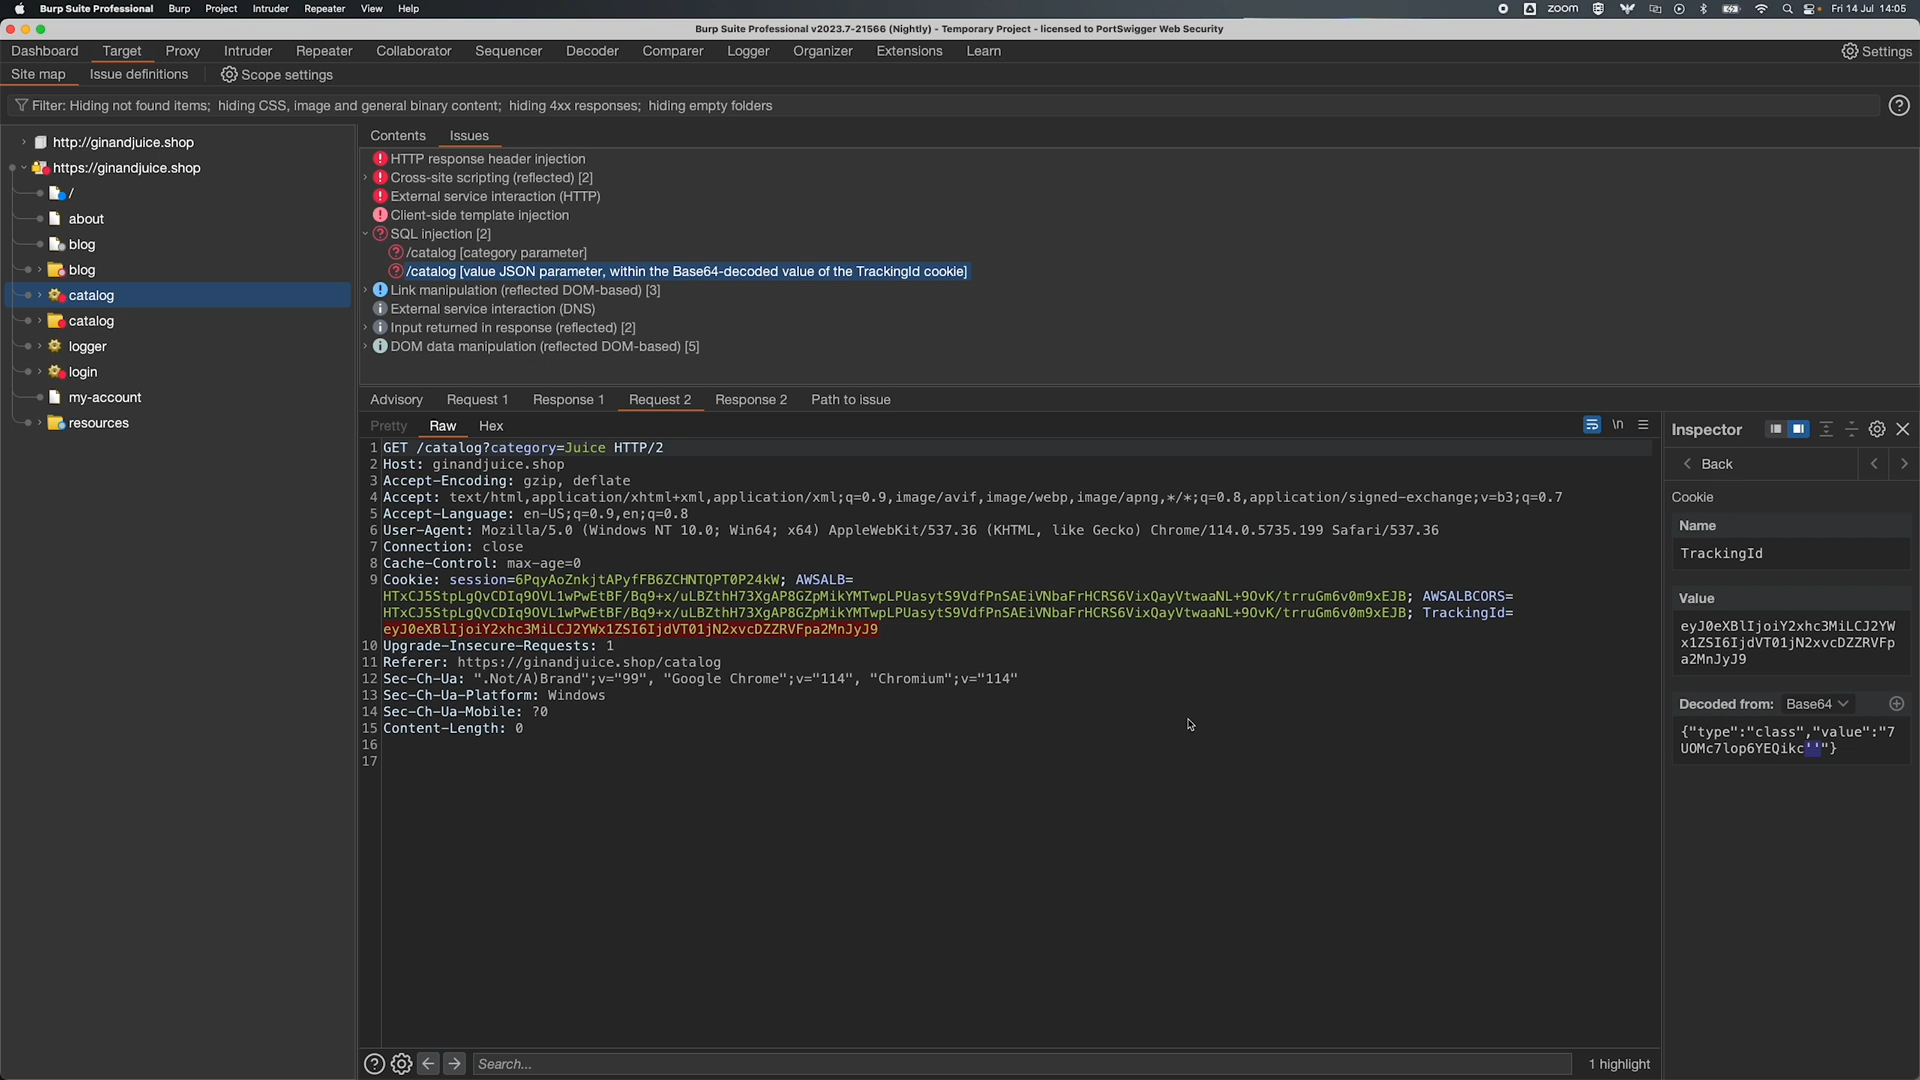 Burp Suite Professional Burp Project Intruder Repeater View Help zoom Fri 14 Jul 14:05
Burp Suite Professional v2023.7-21566 (Nightly) - Temporary Project - licensed to PortSwigger Web Security
Dashboard Target Proxy Intruder Repeater Collaborator Sequencer Decoder Comparer Logger Organizer Extensions Learn Settings
Site map Issue definitions Scope settings
Filter: Hiding not found items; hiding CSS, image and general binary content; hiding 4xx responses; hiding empty folders
http://ginandjuice.shop
https://ginandjuice.shop
/
about
blog
blog
catalog
catalog
logger
login
my-account
resources
Contents Issues
HTTP response header injection
Cross-site scripting (reflected) [2]
External service interaction (HTTP)
Client-side template injection
SQL injection [2]
/catalog [category parameter]
/catalog [value JSON parameter, within the Base64-decoded value of the TrackingId cookie]
Link manipulation (reflected DOM-based) [3]
External service interaction (DNS)
Input returned in response (reflected) [2]
DOM data manipulation (reflected DOM-based) [5]
Advisory Request 1 Response 1 Request 2 Response 2 Path to issue
Pretty Raw Hex \n
1 GET /catalog?category=Juice HTTP/2
2 Host: ginandjuice.shop
3 Accept-Encoding: gzip, deflate
4 Accept: text/html,application/xhtml+xml,application/xml;q=0.9,image/avif,image/webp,image/apng,*/*;q=0.8,application/signed-exchange;v=b3;q=0.7
5 Accept-Language: en-US;q=0.9,en;q=0.8
6 User-Agent: Mozilla/5.0 (Windows NT 10.0; Win64; x64) AppleWebKit/537.36 (KHTML, like Gecko) Chrome/114.0.5735.199 Safari/537.36
7 Connection: close
8 Cache-Control: max-age=0
9 Cookie: session=6PqyAoZnkjtAPyfFB6ZCHNTQPT0P24kW; AWSALB=
HTxCJ5StpLgQvCDIq9OVL1wPwEtBF/Bq9+x/uLBZthH73XgAP8GZpMikYMTwpLPUasytS9VdfPnSAEiVNbaFrHCRS6VixQayVtwaaNL+9OvK/trruGm6v0m9xEJB; AWSALBCORS=
HTxCJ5StpLgQvCDIq9OVL1wPwEtBF/Bq9+x/uLBZthH73XgAP8GZpMikYMTwpLPUasytS9VdfPnSAEiVNbaFrHCRS6VixQayVtwaaNL+9OvK/trruGm6v0m9xEJB; TrackingId=
eyJ0eXBlIjoiY2xhc3MiLCJ2YWx1ZSI6IjdVT01jN2xvcDZZRVFpa2MnJyJ9
10 Upgrade-Insecure-Requests: 1
11 Referer: https://ginandjuice.shop/catalog
12 Sec-Ch-Ua: ".Not/A)Brand";v="99", "Google Chrome";v="114", "Chromium";v="114"
13 Sec-Ch-Ua-Platform: Windows
14 Sec-Ch-Ua-Mobile: ?0
15 Content-Length: 0
16
17
Search... 1 highlight
Inspector
Back
Cookie
Name
TrackingId
Value
eyJ0eXBlIjoiY2xhc3MiLCJ2YW
x1ZSI6IjdVT01jN2xvcDZZRVFp
a2MnJyJ9
Decoded from: Base64
{"type":"class","value":"7
UOMc7lop6YEQikc''"}